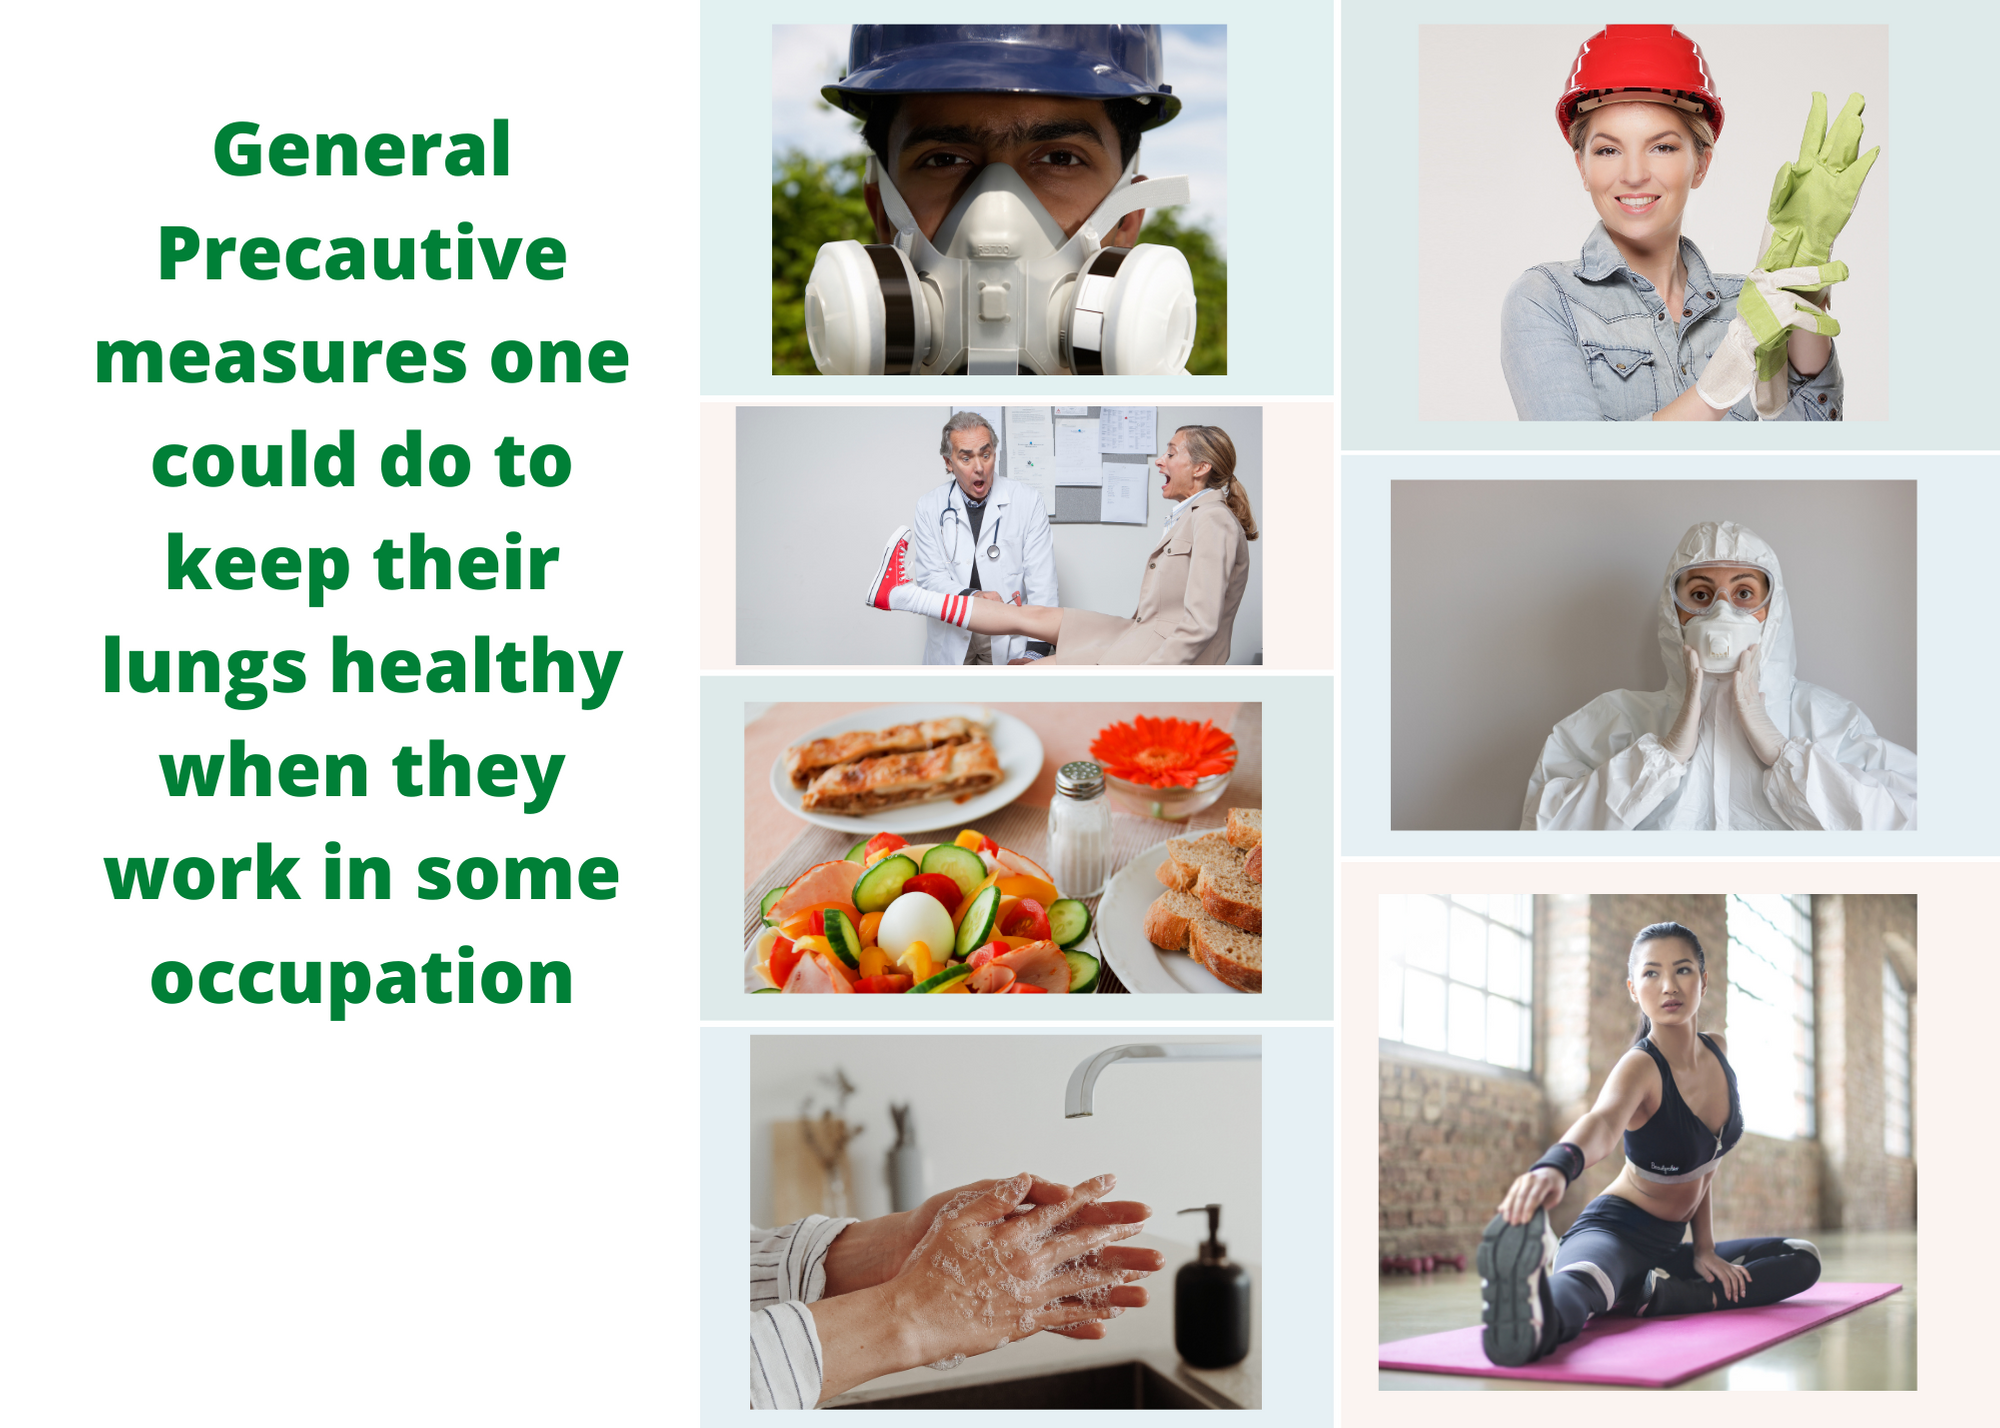 General
Precautive
measures one
could do to
keep their
lungs healthy
when they
work in some
occupation